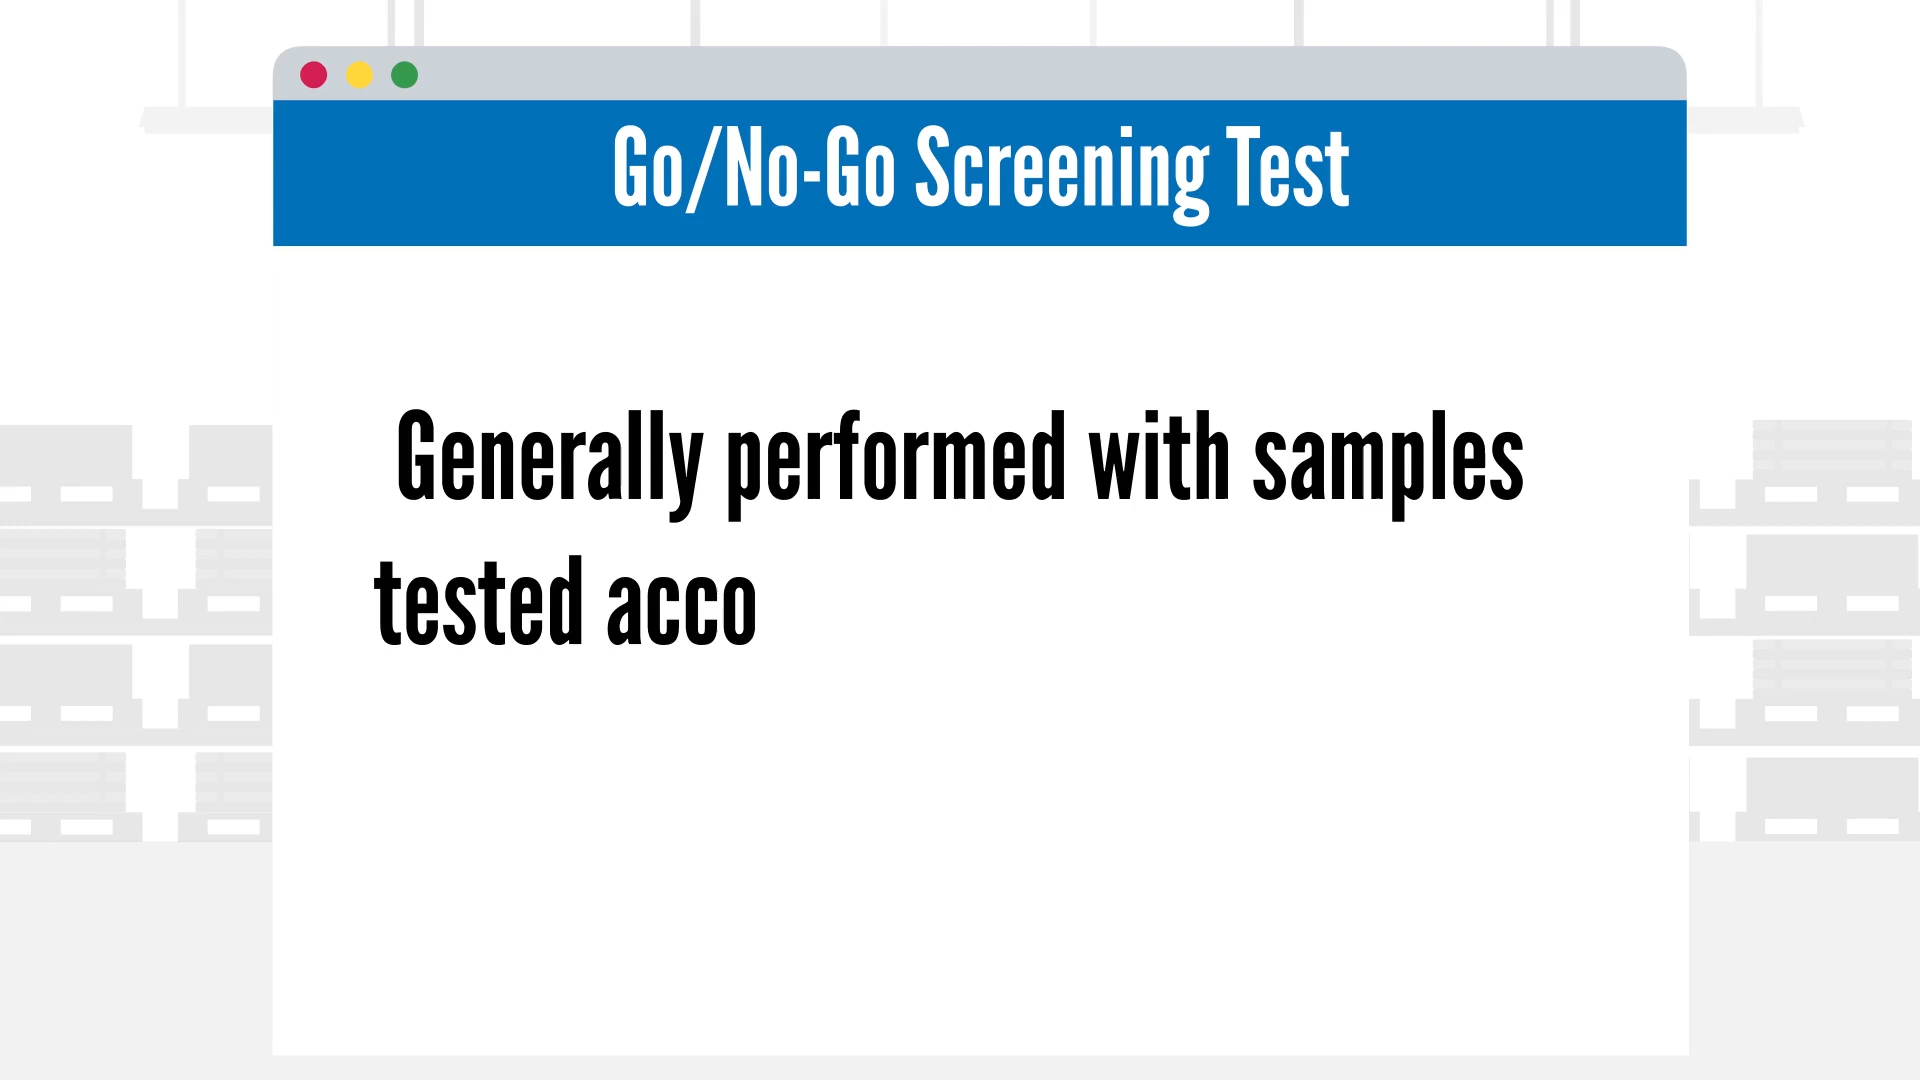 Go/No-Go Screening Test
Generally performed with samples
tested acco